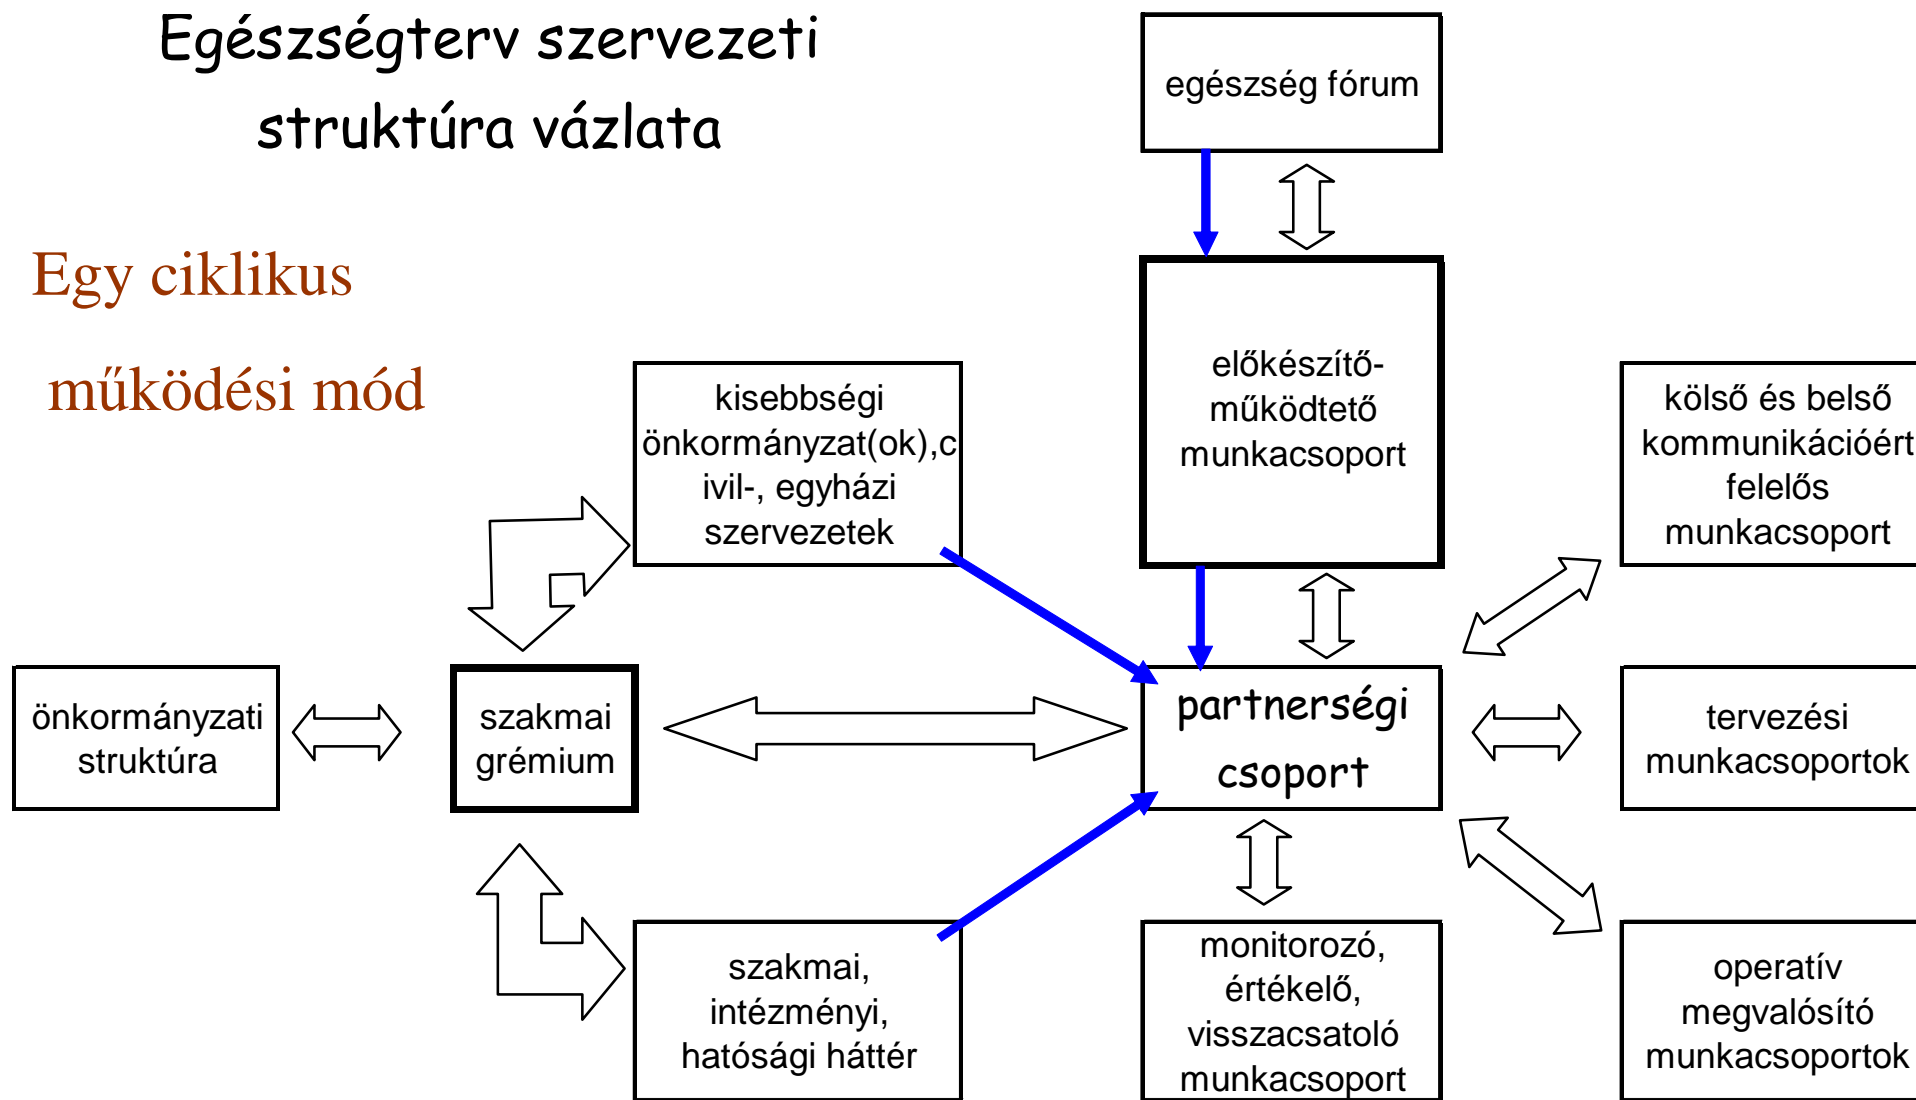 Egészségterv szervezeti
struktúra vázlata
Egy ciklikus
működési mód
egészség fórum
előkészítő-
működtető
munkacsoport
kisebbségi
önkormányzat(ok),c
ivil-, egyházi
szervezetek
kölső és belső
kommunikációért
felelős
munkacsoport
önkormányzati
struktúra
szakmai
grémium
partnerségi
csoport
tervezési
munkacsoportok
szakmai,
intézményi,
hatósági háttér
monitorozó,
értékelő,
visszacsatoló
munkacsoport
operatív
megvalósító
munkacsoportok